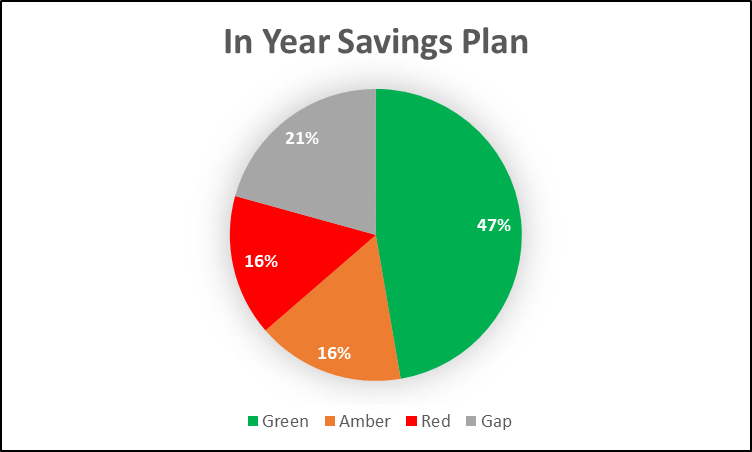 In Year Savings Plan
21%
47%
16%
16%
Green Amber Red Gap